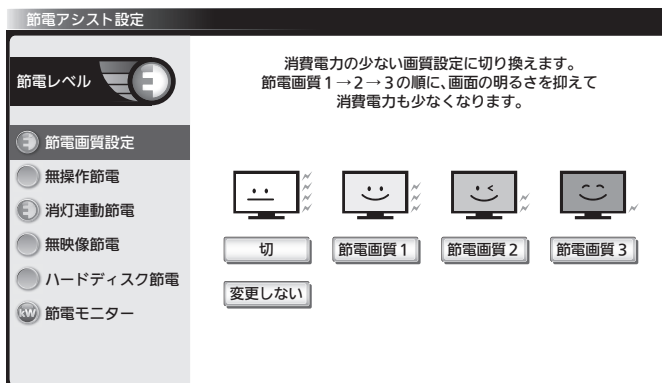 節電アシスト設定
節電レベル
節電画質設定
無操作節電
消灯連動節電
無映像節電
ハードディスク節電
kW 節電モニター
消費電力の少ない画質設定に切り換えます。
節電画質1→2→3の順に、画面の明るさを抑えて
消費電力も少なくなります。
切
節電画質1
節電画質2
節電画質3
変更しない